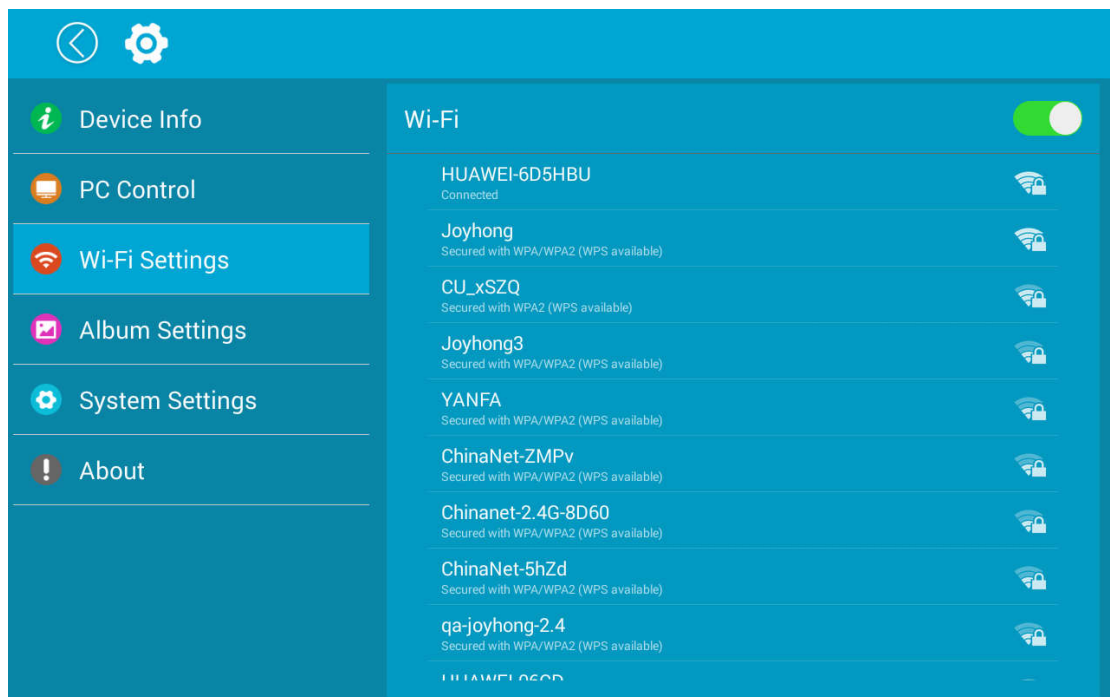 Device Info
PC Control
Wi-Fi Settings
Album Settings
System Settings
About
Wi-Fi
HUAWEI-6D5HBU
Connected
Joyhong
Secured with WPA/WPA2 (WPS available)
CU_xSZQ
Secured with WPA2 (WPS available)
Joyhong3
Secured with WPA/WPA2 (WPS available)
YANFA
Secured with WPA/WPA2 (WPS available)
ChinaNet-ZMPv
Secured with WPA/WPA2 (WPS available)
Chinanet-2.4G-8D60
Secured with WPA/WPA2 (WPS available)
ChinaNet-5hZd
Secured with WPA/WPA2 (WPS available)
qa-joyhong-2.4
Secured with WPA/WPA2 (WPS available)